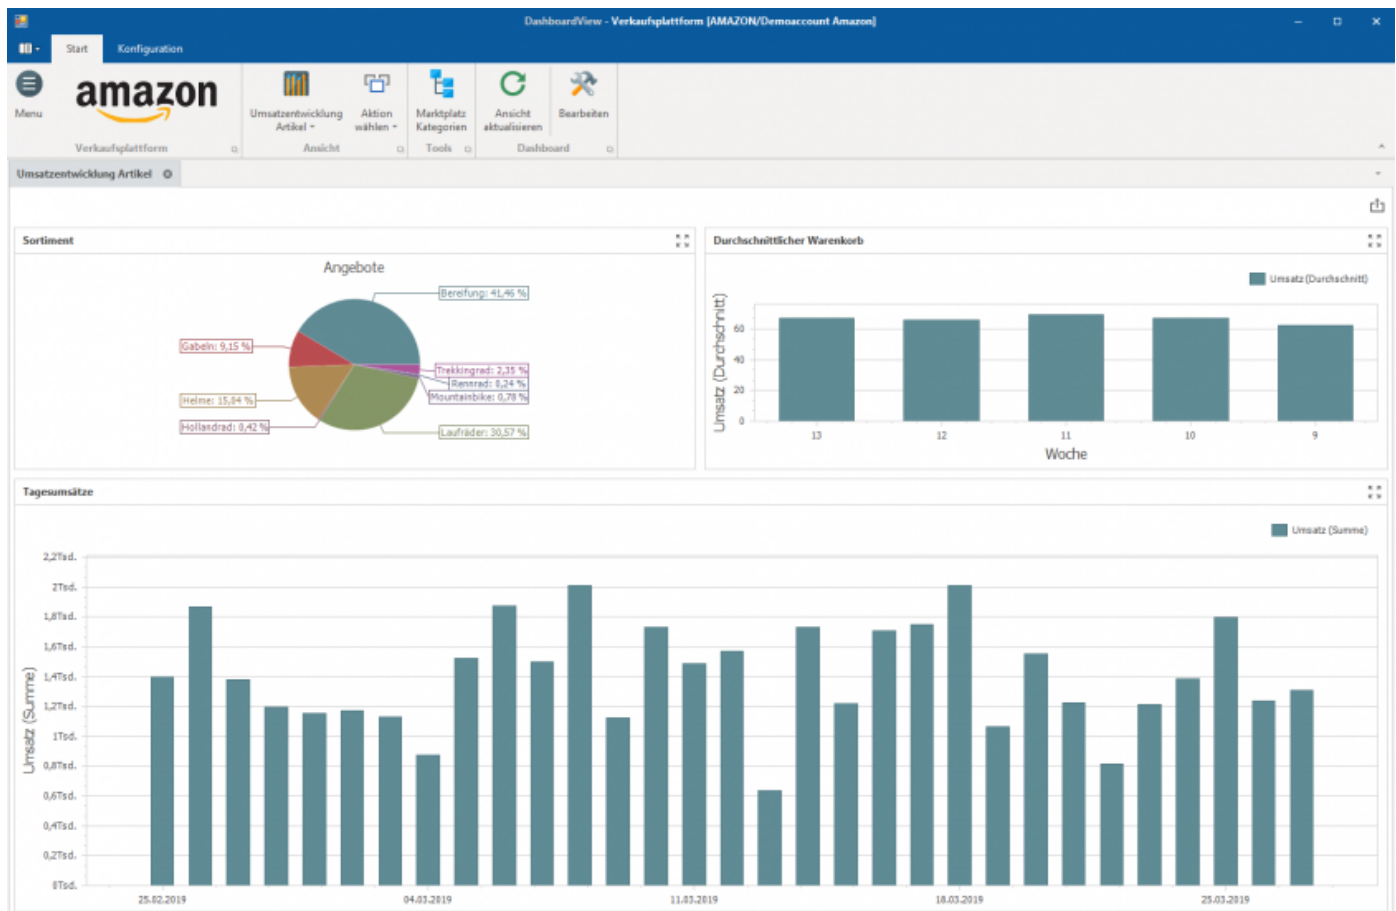 DashboardView - Verkaufsplattform [AMAZON/Demoaccount Amazon]
Start Konfiguration
Menu
amazon
Umsatzentwicklung Artikel
Aktion wählen
Marktplatz Kategorien
Ansicht aktualisieren
Bearbeiten
Verkaufsplattform Ansicht Tools Dashboard
Umsatzentwicklung Artikel
Sortiment
Angebote
Bereifung: 41,46 %
Gabeln: 9,15 %
Trekkingrad: 2,35 %
Rennrad: 0,24 %
Mountainbike: 0,78 %
Helme: 15,04 %
Hollandrad: 0,42 %
Laufräder: 30,57 %
Durchschnittlicher Warenkorb
Umsatz (Durchschnitt)
Umsatz (Durchschnitt)
60
40
20
0
13 12 11 10 9
Woche
Tagesumsätze
Umsatz (Summe)
Umsatz (Summe)
2,2Tsd.
2Tsd.
1,8Tsd.
1,6Tsd.
1,4Tsd.
1,2Tsd.
1Tsd.
0,8Tsd.
0,6Tsd.
0,4Tsd.
0,2Tsd.
0Tsd.
25.02.2019 04.03.2019 11.03.2019 18.03.2019 25.03.2019